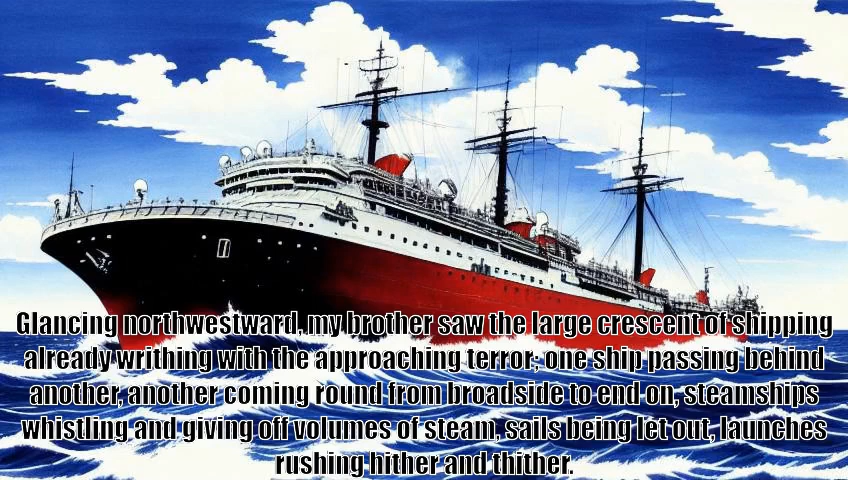 Glancing northwestward, my brother saw the large crescent of shipping
already writhing with the approaching terror; one ship passing behind
another, another coming round from broadside to end on, steamships
whistling and giving off volumes of steam, sails being let out, launches
rushing hither and thither.